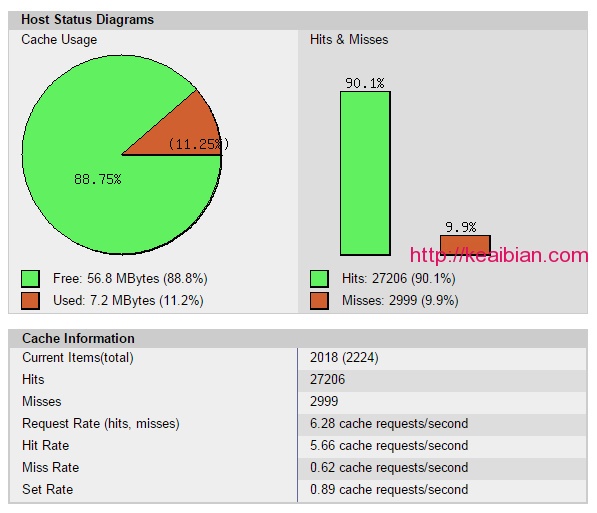 Host Status Diagrams
Cache Usage
Hits & Misses
(11.25%)
88.75%
90.1%
9.9%
http://keaibian.com
Free: 56.8 MBytes (88.8%)
Used: 7.2 MBytes (11.2%)
Hits: 27206 (90.1%)
Misses: 2999 (9.9%)
Cache Information
Current Items(total) 2018 (2224)
Hits 27206
Misses 2999
Request Rate (hits, misses) 6.28 cache requests/second
Hit Rate 5.66 cache requests/second
Miss Rate 0.62 cache requests/second
Set Rate 0.89 cache requests/second